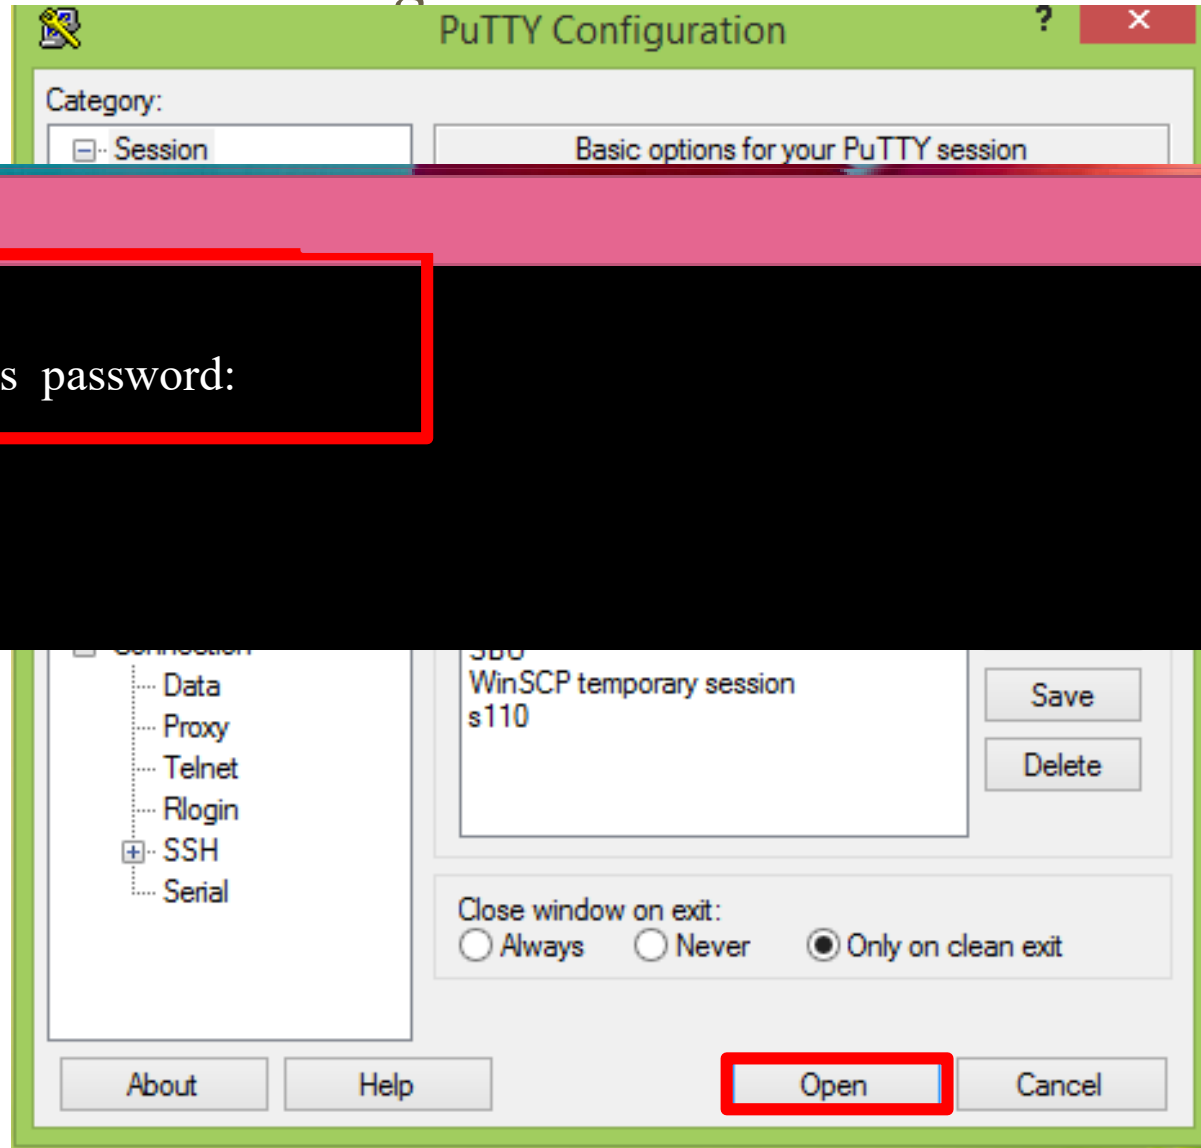 PuTTY Configuration
?
Category:
Session
Basic options for your PuTTY session
s password:
Connection
Data
Proxy
Telnet
Rlogin
SSH
Serial
WinSCP temporary session
s110
Save
Delete
Close window on exit:
Always Never Only on clean exit
About Help Open Cancel